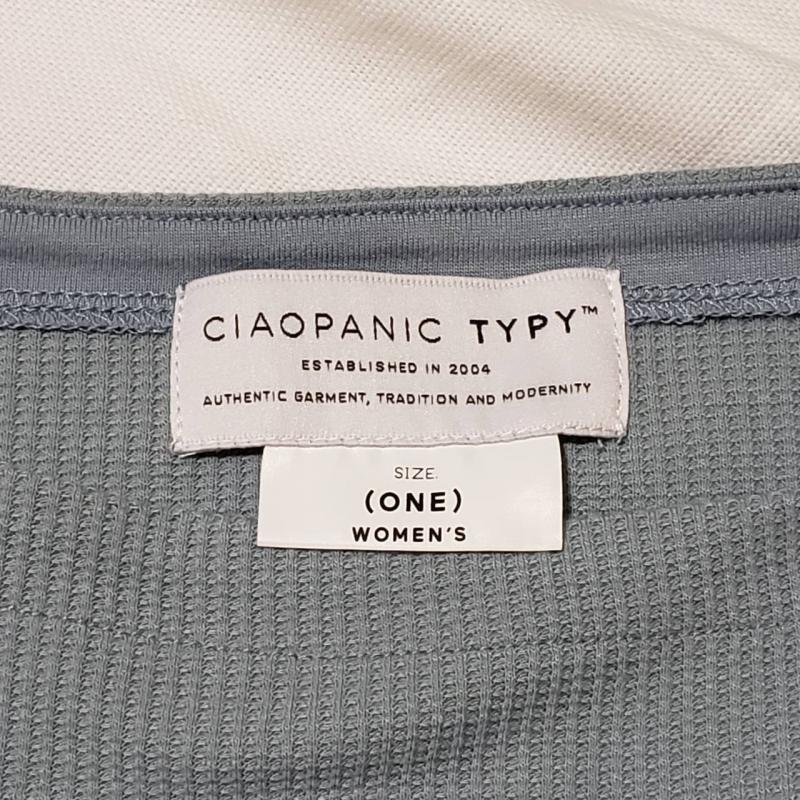 CIAOPANIC TYPY™
ESTABLISHED IN 2004
AUTHENTIC GARMENT, TRADITION AND MODERNITY
SIZE.
(ONE)
WOMEN'S